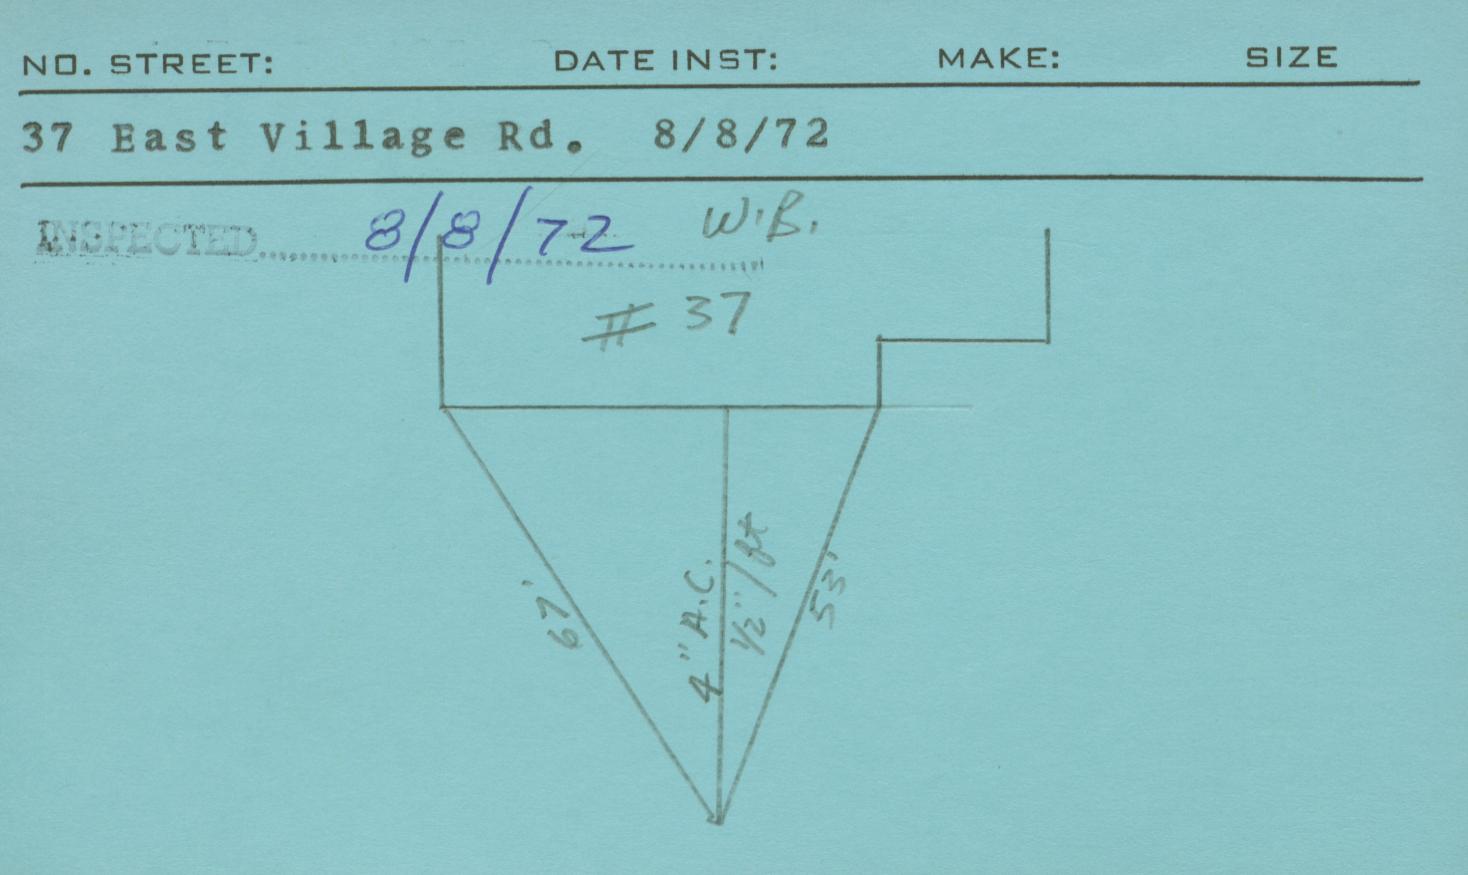 NO. STREET: DATE INST: MAKE: SIZE
37 East Village Rd. 8/8/72
INSPECTED 8/8/72 W.B.
# 37
67'
4" A.C.
1/2"/ft
53'